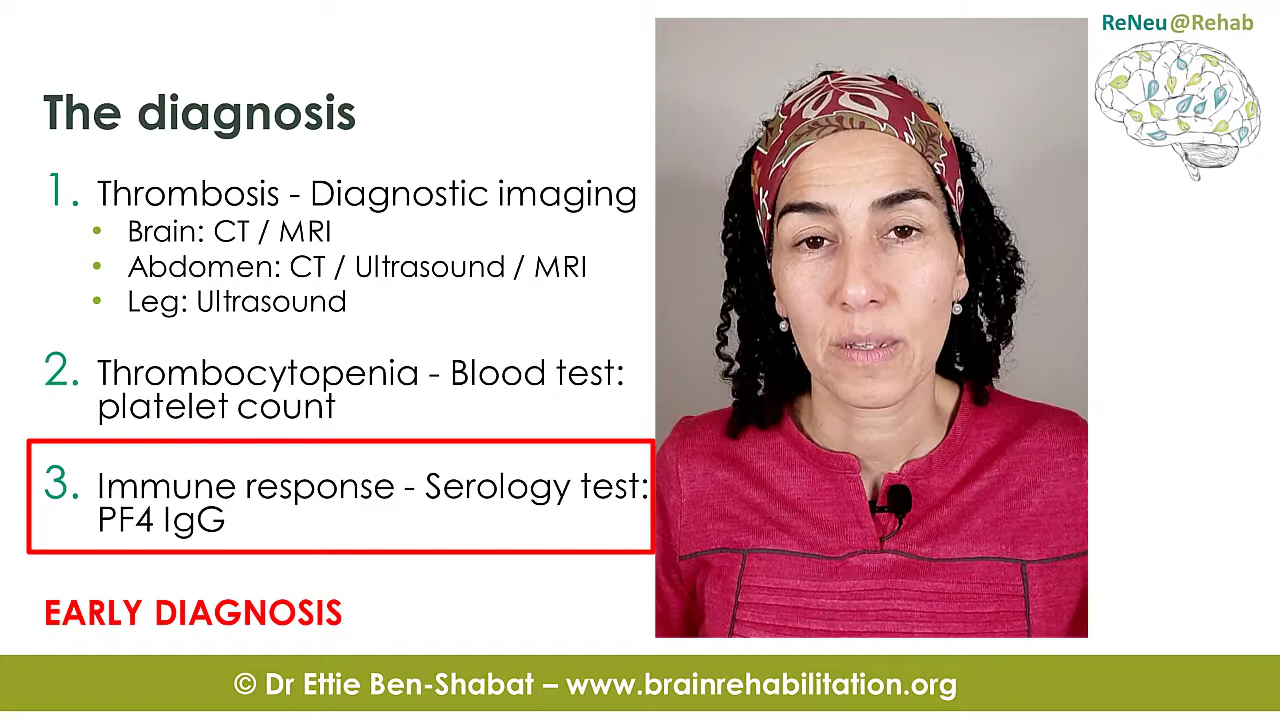 ReNeu@Rehab
The diagnosis
1. Thrombosis - Diagnostic imaging
• Brain: CT / MRI
• Abdomen: CT / Ultrasound / MRI
• Leg: Ultrasound
2. Thrombocytopenia - Blood test:
platelet count
3. Immune response - Serology test:
PF4 IgG
EARLY DIAGNOSIS
© Dr Ettie Ben-Shabat – www.brainrehabilitation.org